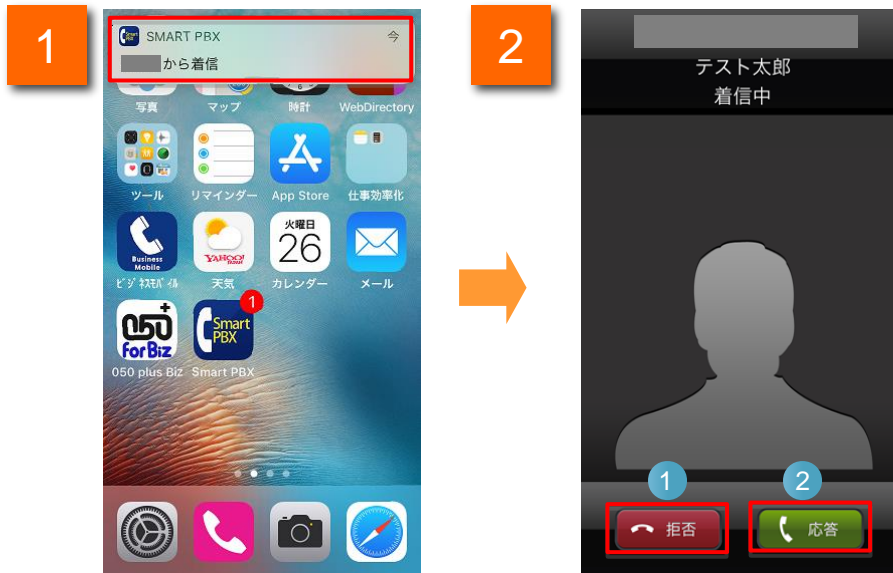 1
SMART PBX 今
から着信
写真 マップ 時計 WebDirectory
ツール リマインダー App Store 仕事効率化
火曜日
26
Business
Mobile
YAHOO!
JAPAN
ビジネスモバイル 天気 カレンダー メール
1
050+
for Biz
Smart
PBX
050 plus Biz Smart PBX
2
テスト太郎
着信中
1
2
拒否
応答